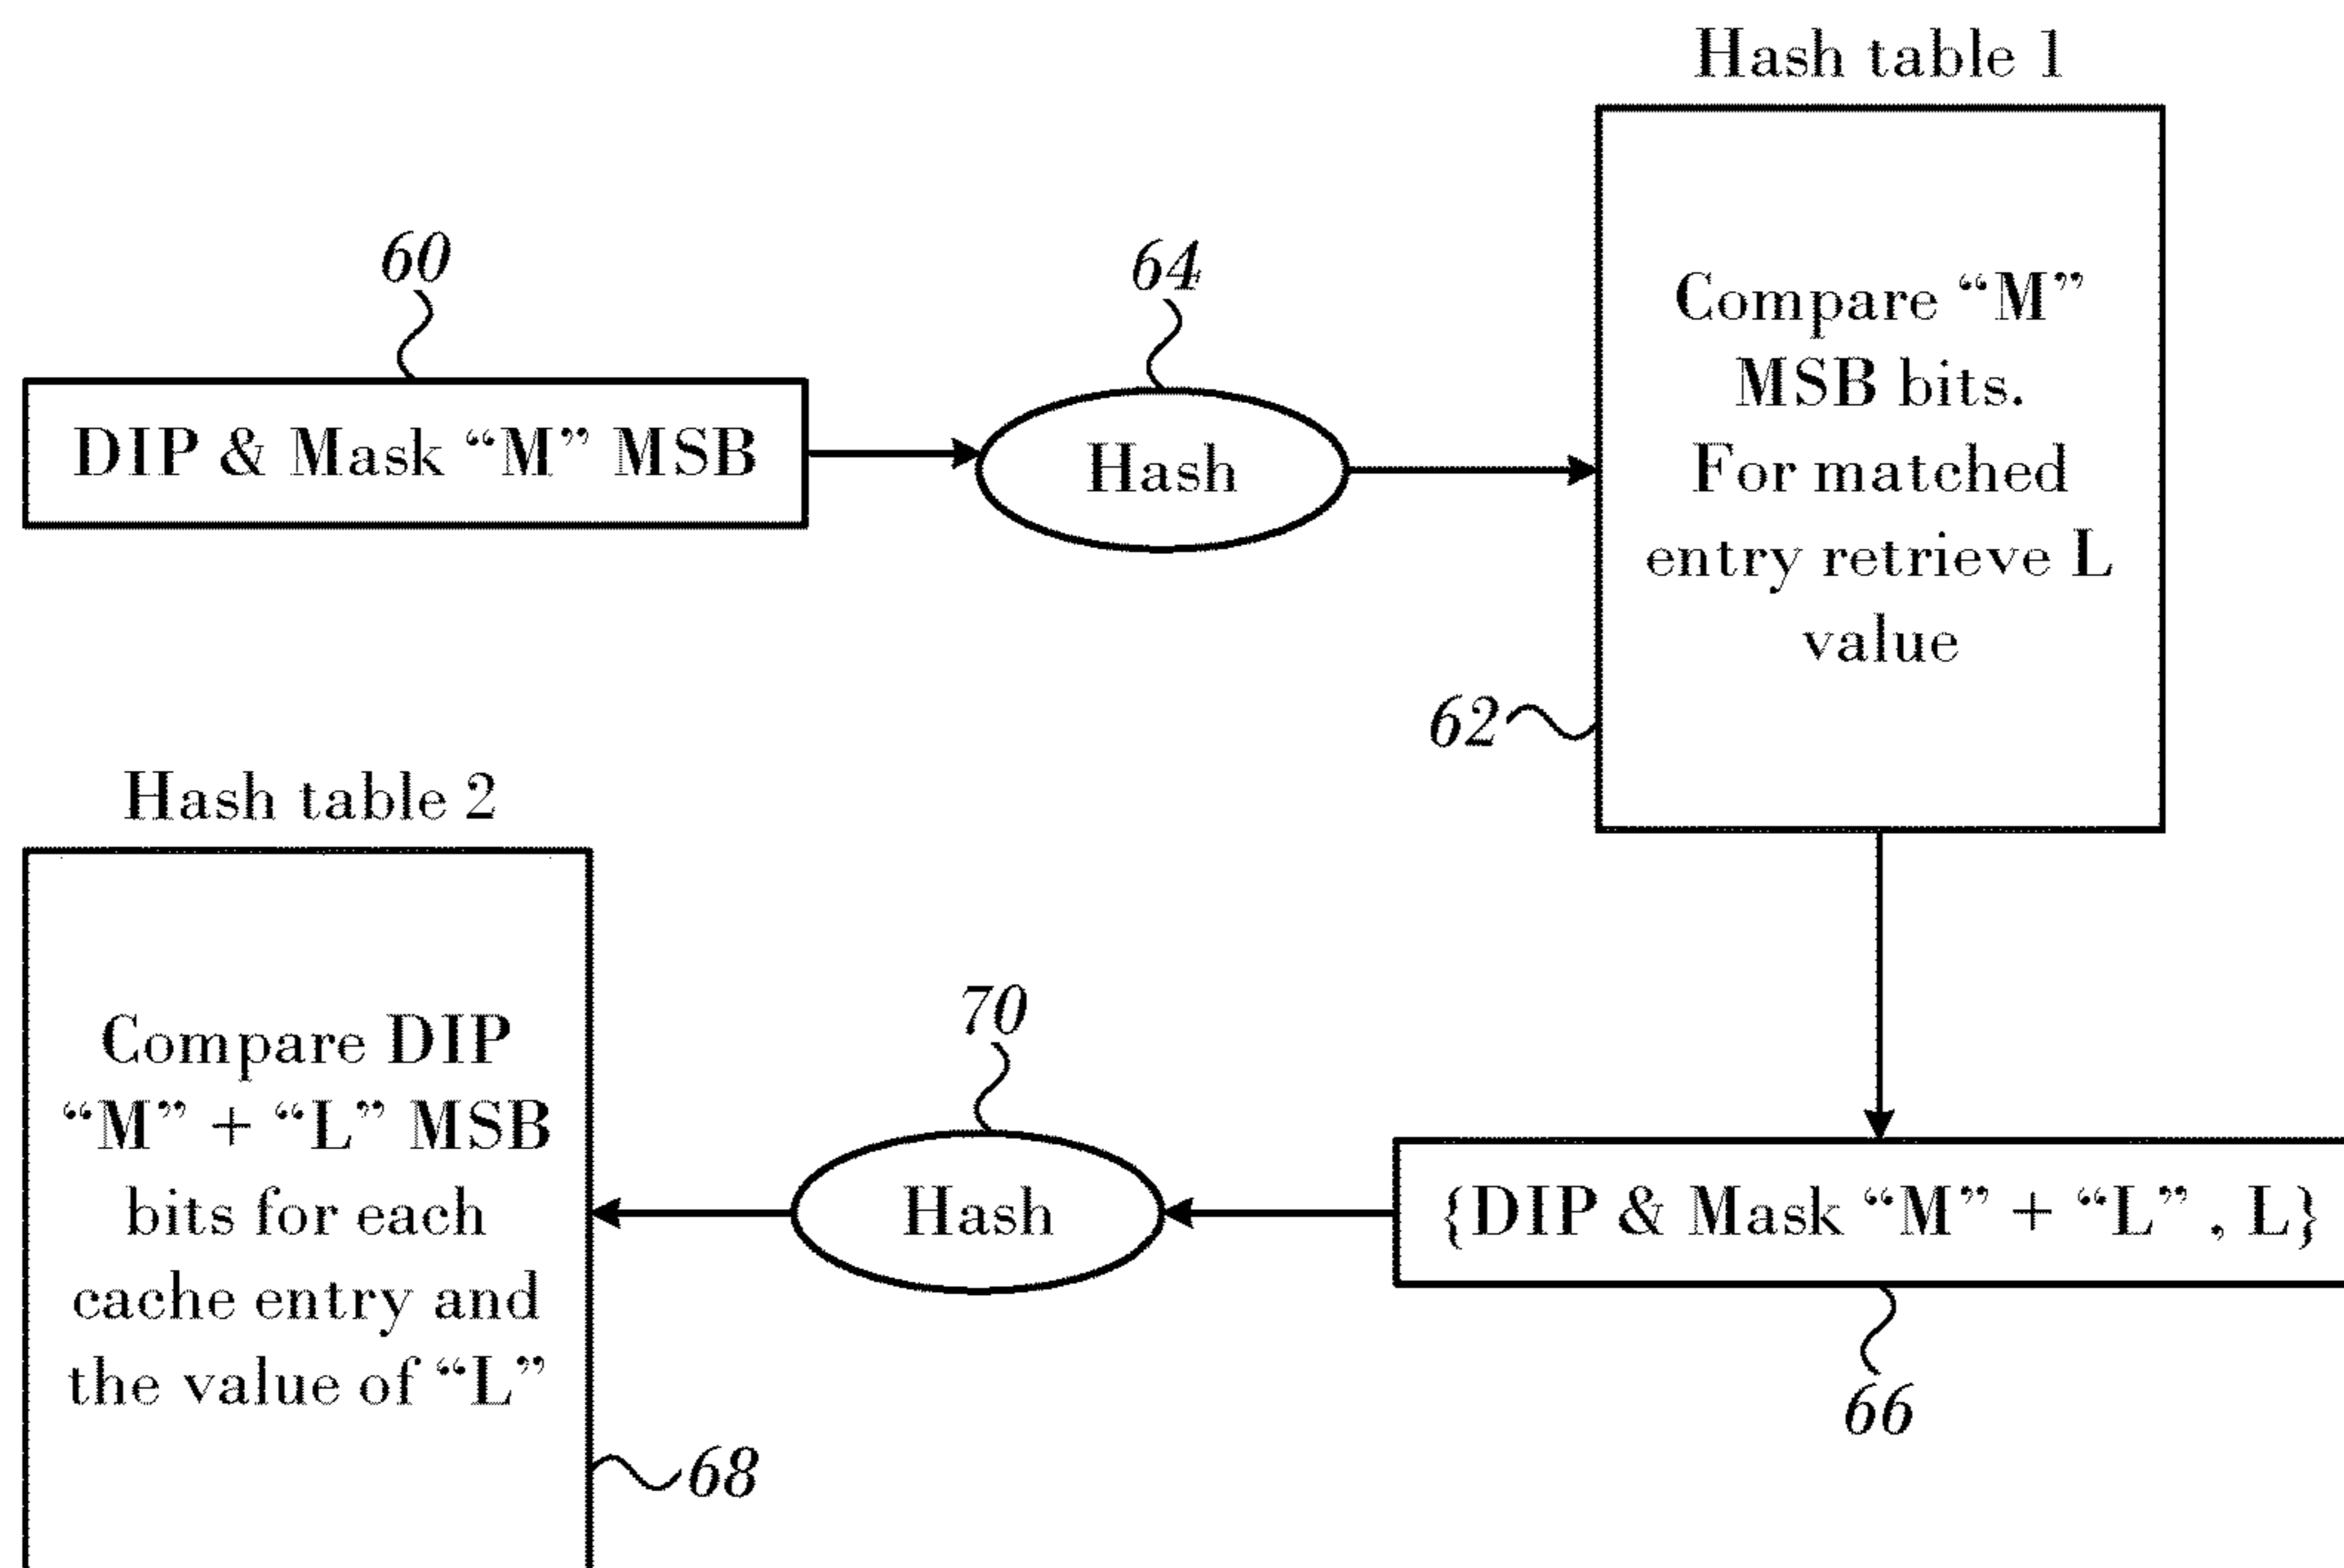 Hash table 1
60
64
DIP & Mask “M” MSB
Hash
Compare “M”
MSB bits.
For matched
entry retrieve L
value
62
Hash table 2
Compare DIP
“M” + “L” MSB
bits for each
cache entry and
the value of “L”
70
Hash
{DIP & Mask “M” + “L” , L}
66
68